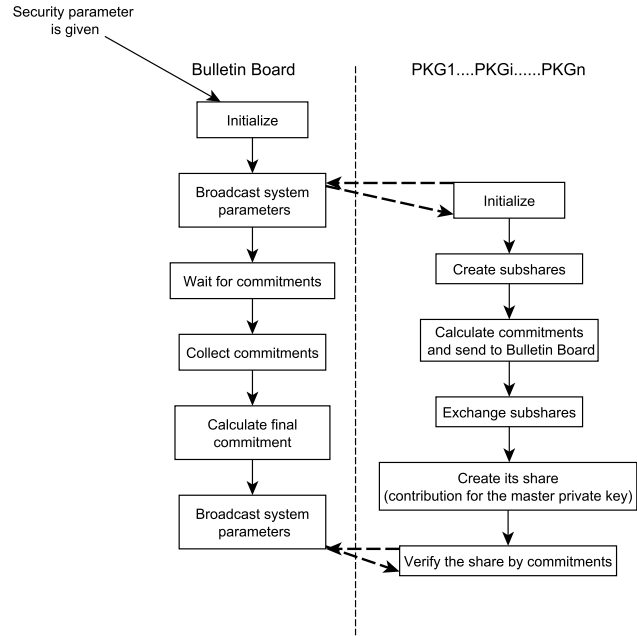 Security parameter
is given
Bulletin Board
PKG1....PKGi......PKGn
Initialize
Broadcast system
parameters
Initialize
Wait for commitments
Create subshares
Collect commitments
Calculate commitments
and send to Bulletin Board
Calculate final
commitment
Exchange subshares
Create its share
(contribution for the master private key)
Broadcast system
parameters
Verify the share by commitments